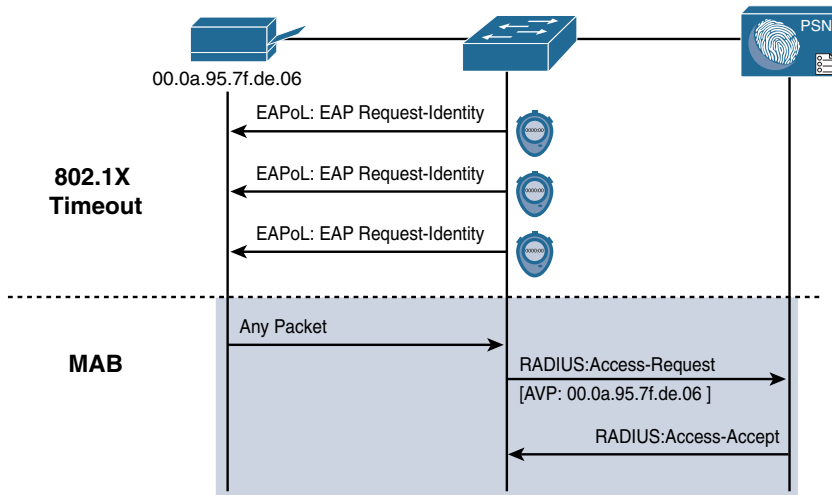 PSN
00.0a.95.7f.de.06
EAPoL: EAP Request-Identity
802.1X
Timeout
EAPoL: EAP Request-Identity
EAPoL: EAP Request-Identity
MAB
Any Packet
RADIUS:Access-Request
[AVP: 00.0a.95.7f.de.06 ]
RADIUS:Access-Accept